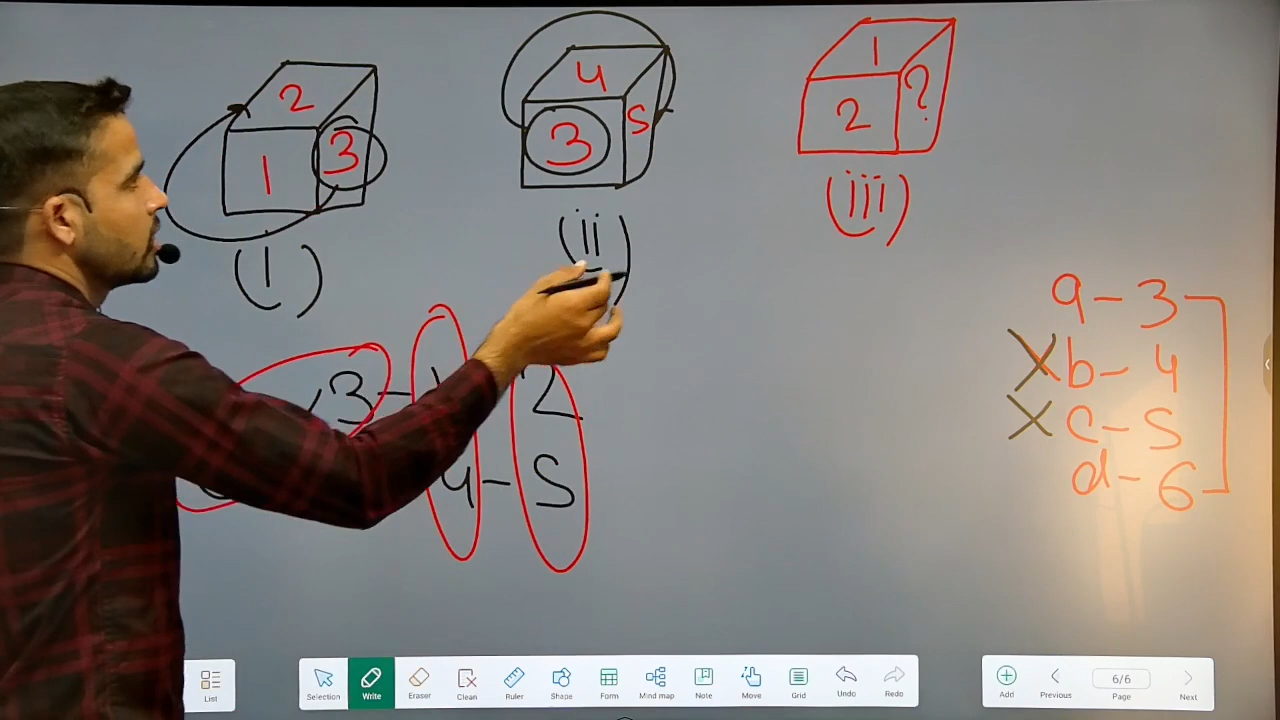 2
1 3
(1)
4
3 5
(ii)
1
2 ?
(iii)
3 - 2
4 - 5
a - 3
X b - 4
X c - 5
d - 6
List
Selection Write Eraser Clean Ruler Shape Form Mind map Note Move Grid Undo Redo
Add Previous 6/6 Page Next